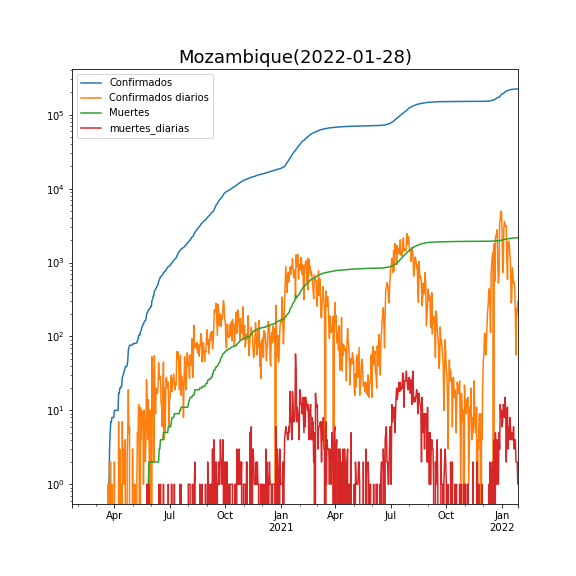 Mozambique(2022-01-28)
Confirmados
Confirmados diarios
Muertes
muertes_diarias
10^5
10^4
10^3
10^2
10^1
10^0
Apr Jul Oct Jan Apr Jul Oct Jan
2021 2022